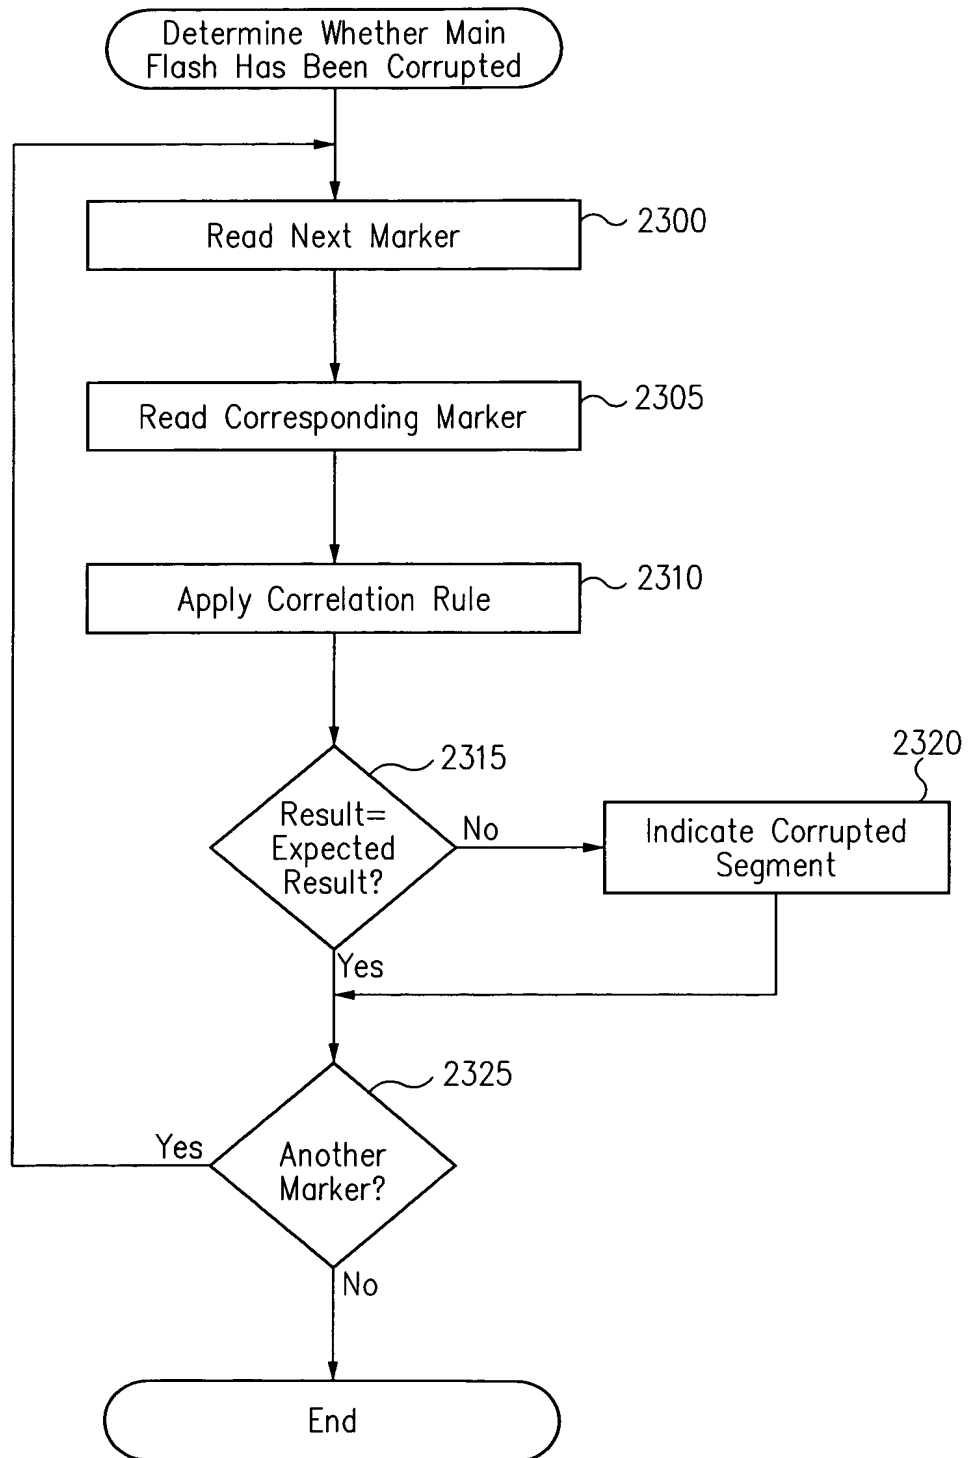 Determine Whether Main
Flash Has Been Corrupted
Read Next Marker
2300
Read Corresponding Marker
2305
Apply Correlation Rule
2310
2315
2320
Result=
Expected
Result?
No
Indicate Corrupted
Segment
Yes
2325
Yes
Another
Marker?
No
End